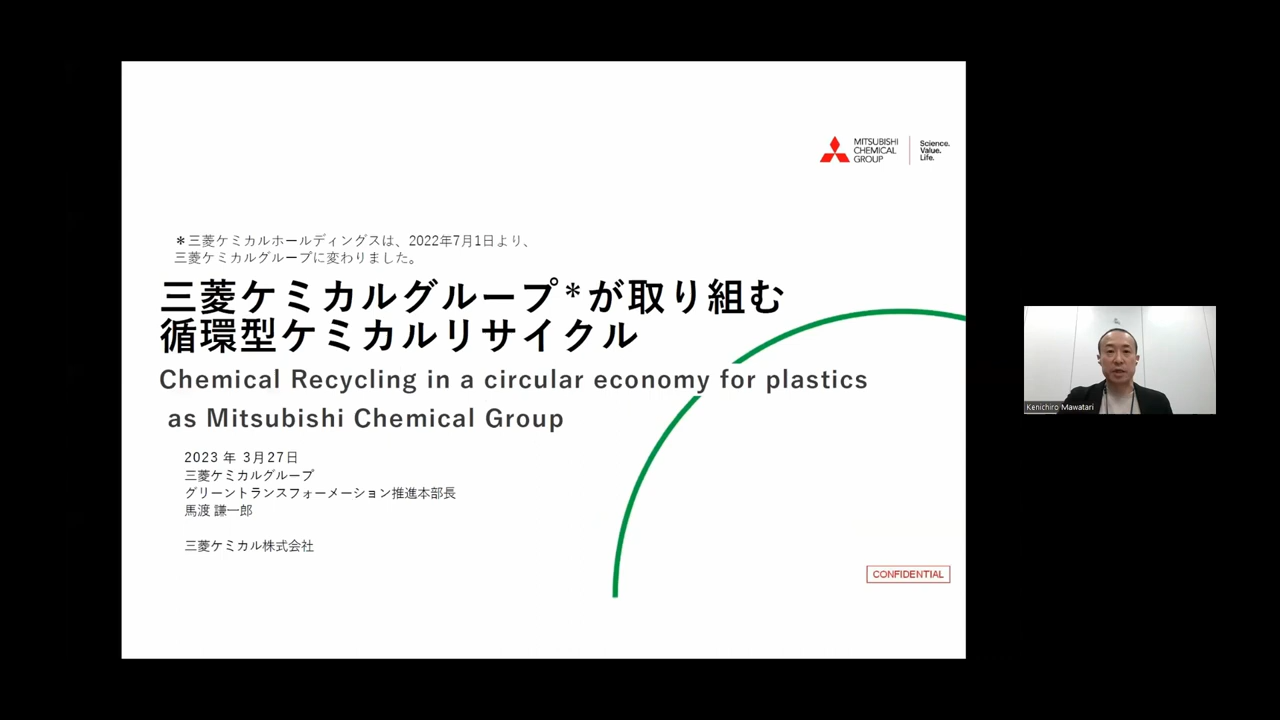 MITSUBISHI
CHEMICAL
GROUP
Science.
Value.
Life.
＊三菱ケミカルホールディングスは、2022年7月1日より、
三菱ケミカルグループに変わりました。
三菱ケミカルグループ＊が取り組む
循環型ケミカルリサイクル
Chemical Recycling in a circular economy for plastics
as Mitsubishi Chemical Group
2023 年 3月27日
三菱ケミカルグループ
グリーントランスフォーメーション推進本部長
馬渡 謙一郎
三菱ケミカル株式会社
CONFIDENTIAL
Kenichiro Mawatari